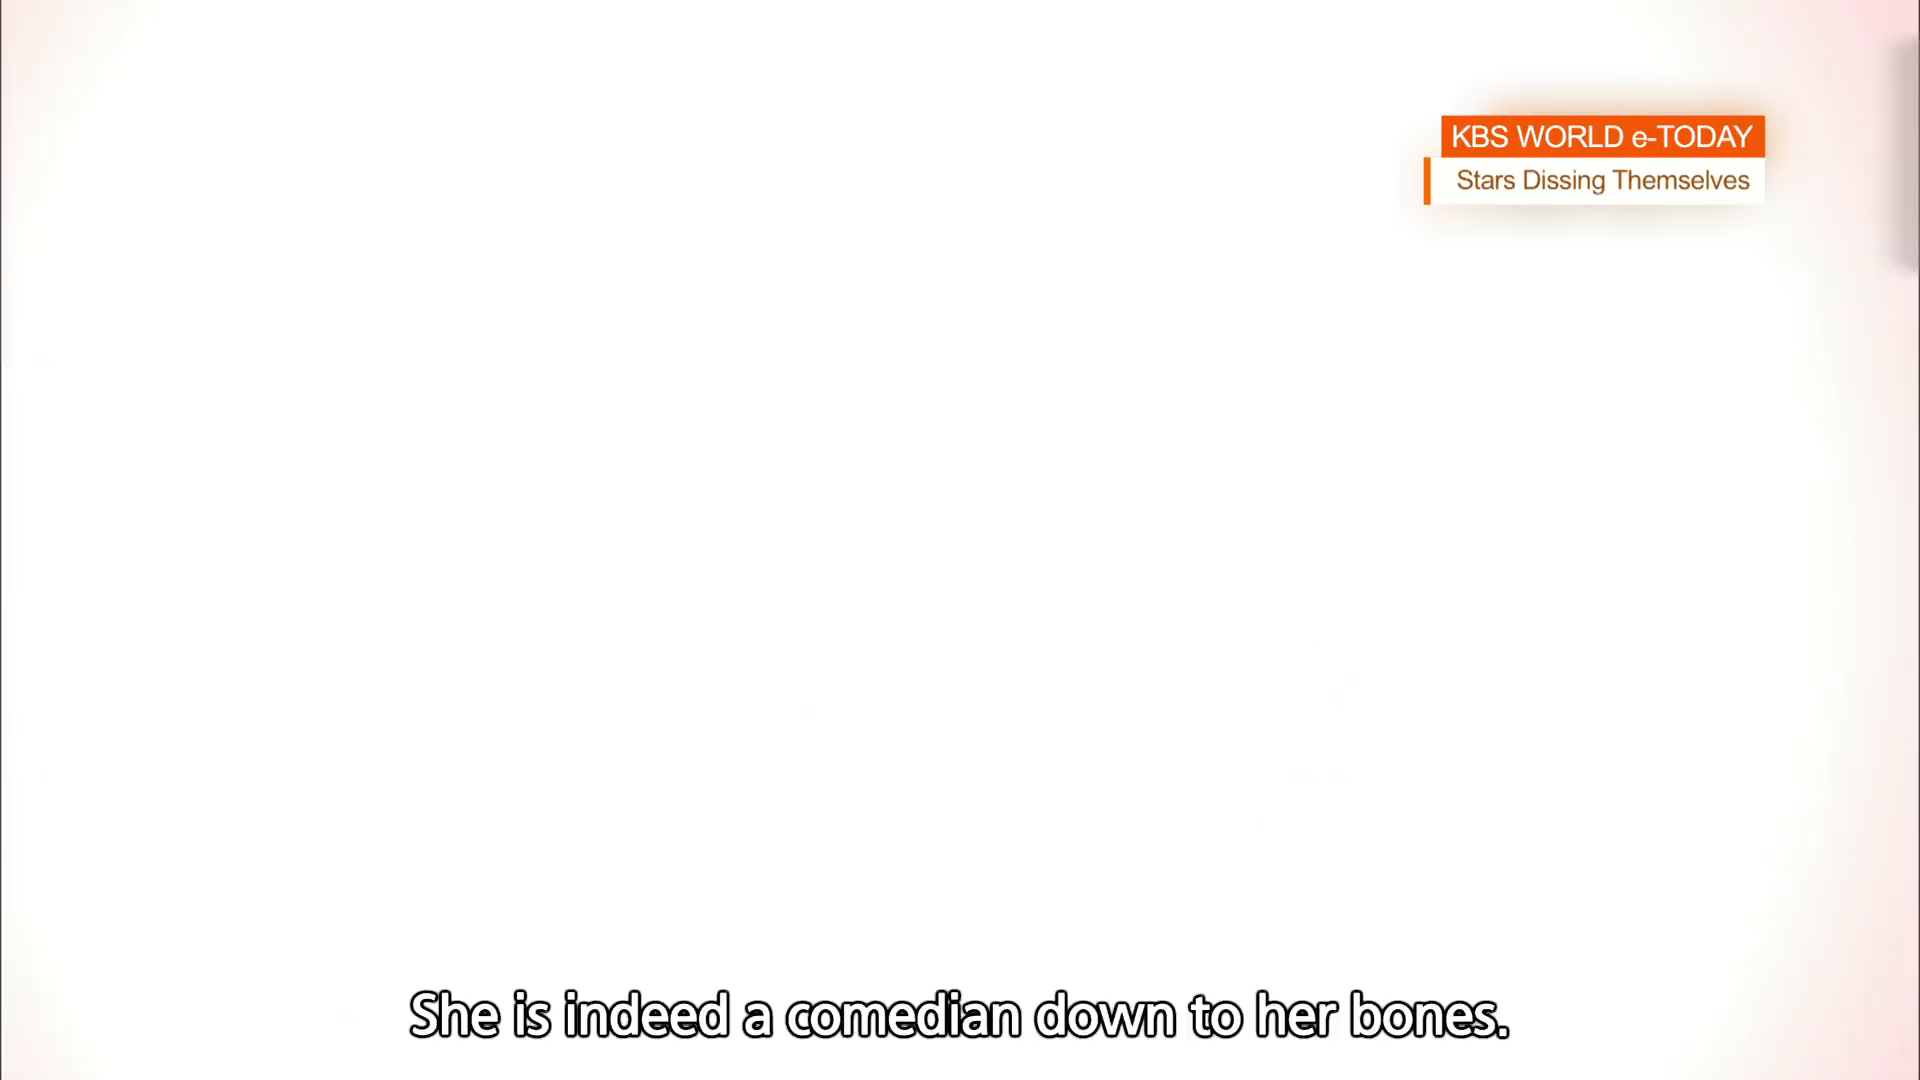 KBS WORLD e-TODAY
Stars Dissing Themselves
She is indeed a comedian down to her bones.